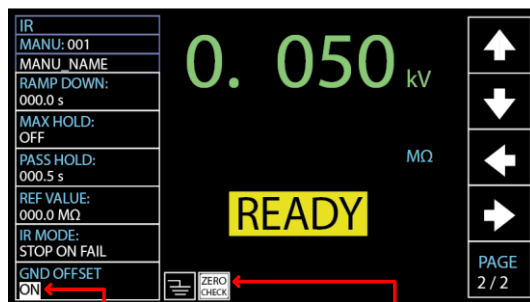 IR
MANU: 001
MANU_NAME
RAMP DOWN:
000.0 s
MAX HOLD:
OFF
PASS HOLD:
000.5 s
REF VALUE:
000.0 MΩ
IR MODE:
STOP ON FAIL
GND OFFSET
ON
0. 050 kV
MΩ
READY
ZERO
CHECK
PAGE
2 / 2